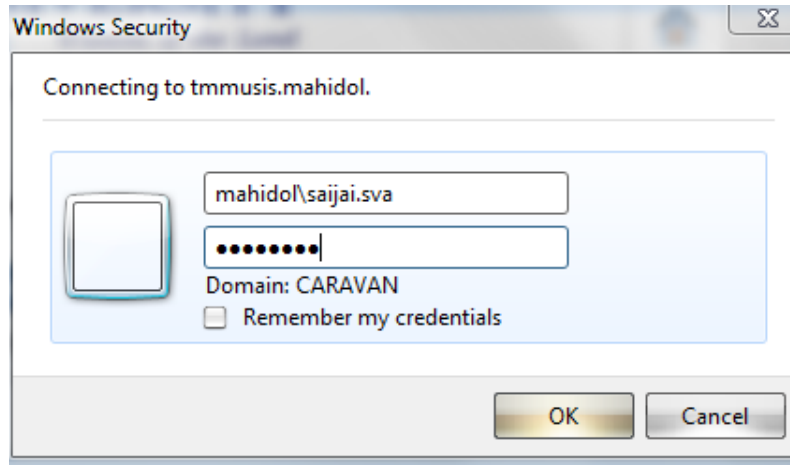 Windows Security
Connecting to tmmusis.mahidol.
mahidol\saijai.sva
●●●●●●●●
Domain: CARAVAN
Remember my credentials
OK
Cancel